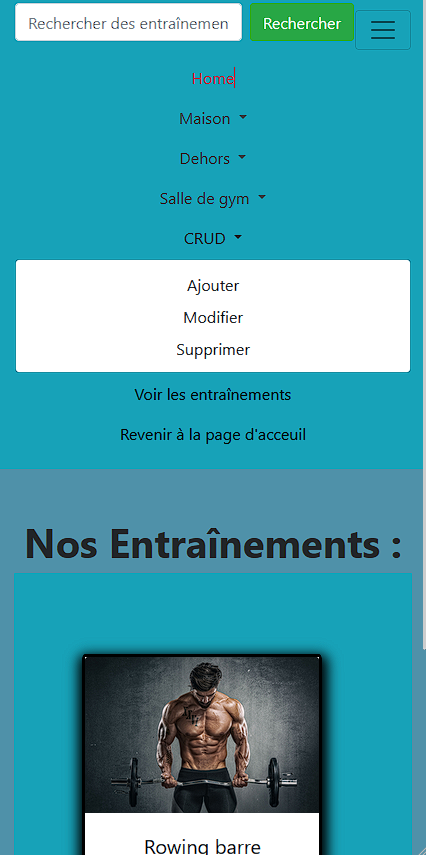 Rechercher des entraînemen
Rechercher
Home
Maison
Dehors
Salle de gym
CRUD
Ajouter
Modifier
Supprimer
Voir les entraînements
Revenir à la page d'acceuil
Nos Entraînements :
Rowing barre